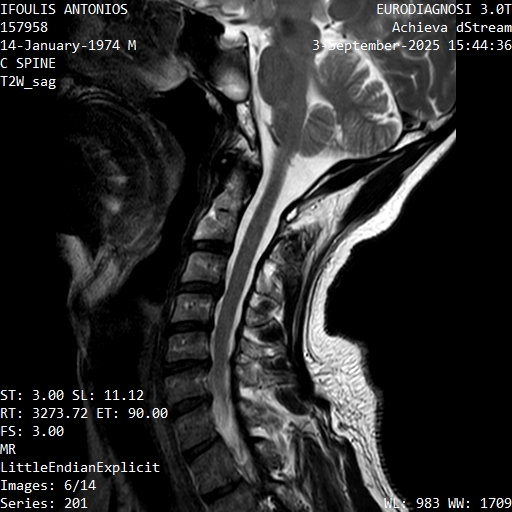 IFOULIS ANTONIOS
157958
14-January-1974 M
C SPINE
T2W_sag
EURODIAGNOSI 3.0T
Achieva dStream
3-September-2025 15:44:36
ST: 3.00 SL: 11.12
RT: 3273.72 ET: 90.00
FS: 3.00
MR
LittleEndianExplicit
Images: 6/14
Series: 201
WL: 983 WW: 1709